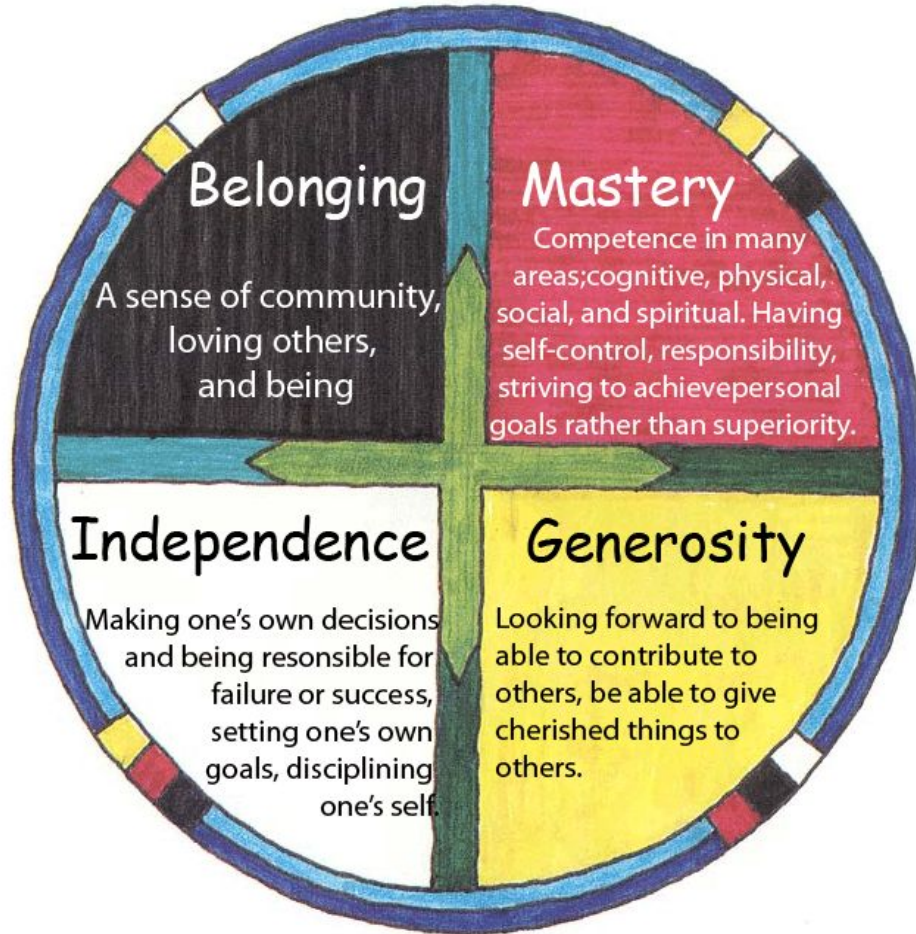 Belonging
A sense of community,
loving others,
and being
Mastery
Competence in many
areas;cognitive, physical,
social, and spiritual. Having
self-control, responsibility,
striving to achievepersonal
goals rather than superiority.
Independence
Making one's own decisions
and being resonsible for
failure or success,
setting one's own
goals, disciplining
one's self.
Generosity
Looking forward to being
able to contribute to
others, be able to give
cherished things to
others.